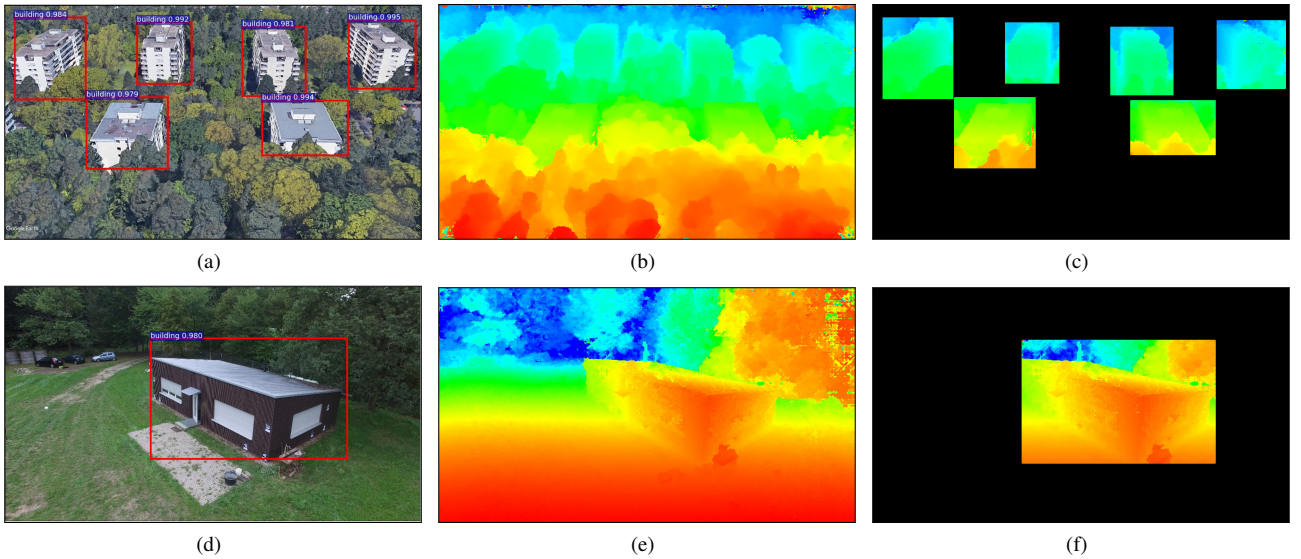 building 0.984
building 0.992
building 0.981
building 0.995
building 0.979
building 0.994
Google Earth
(a)
(b)
(c)
building 0.980
(d)
(e)
(f)